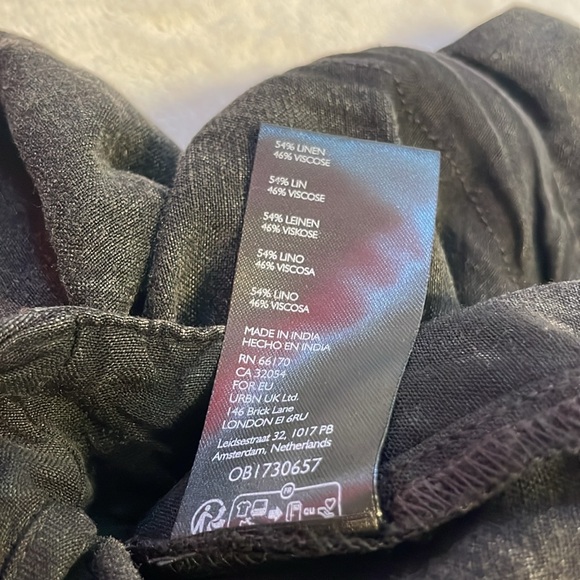 54% LINEN
46% VISCOSE
54% LIN
46% VISCOSE
54% LEINEN
46% VISKOSE
54% LINO
46% VISCOSA
54% LINO
46% VISCOSA
MADE IN INDIA
HECHO EN INDIA
RN 66170
CA 32054
FOR EU
URBN UK Ltd.
146 Brick Lane
LONDON E1 6RU
Leidsestraat 32, 1017 PB
Amsterdam, Netherlands
OB1730657
FR
OU